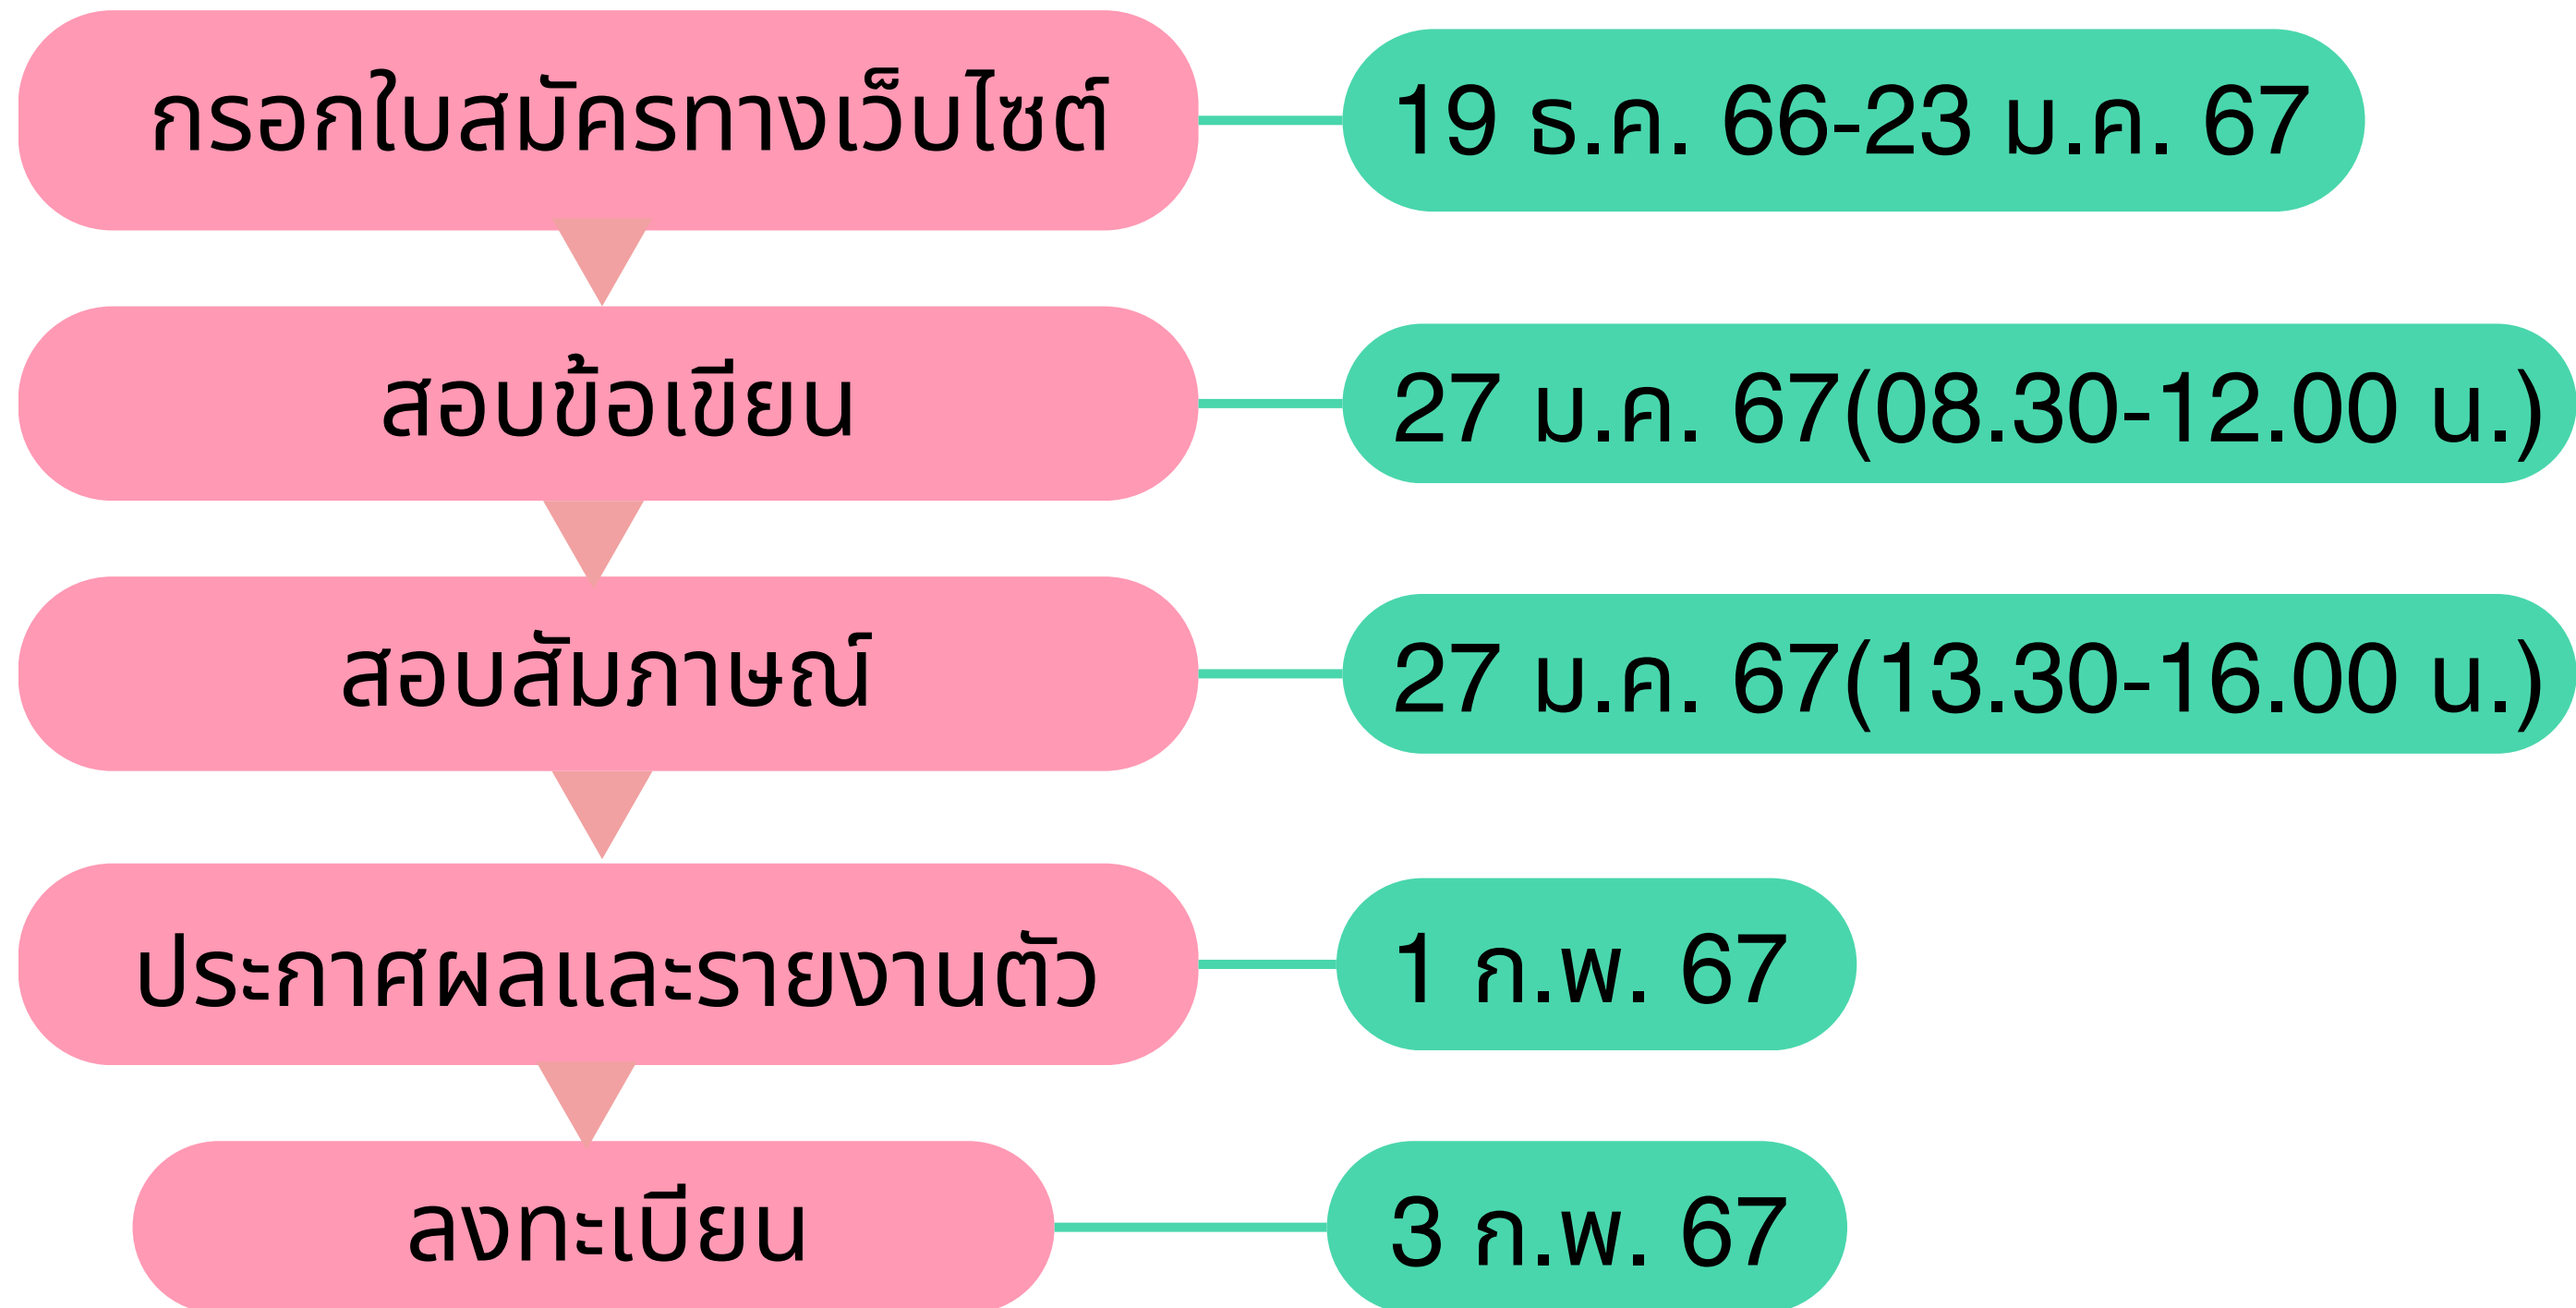 กรอกใบสมัครทางเว็บไซต์
19 ธ.ค. 66-23 ม.ค. 67
สอบข้อเขียน
27 ม.ค. 67(08.30-12.00 น.)
สอบสัมภาษณ์
27 ม.ค. 67(13.30-16.00 น.)
ประกาศผลและรายงานตัว
1 ก.พ. 67
ลงทะเบียน
3 ก.พ. 67